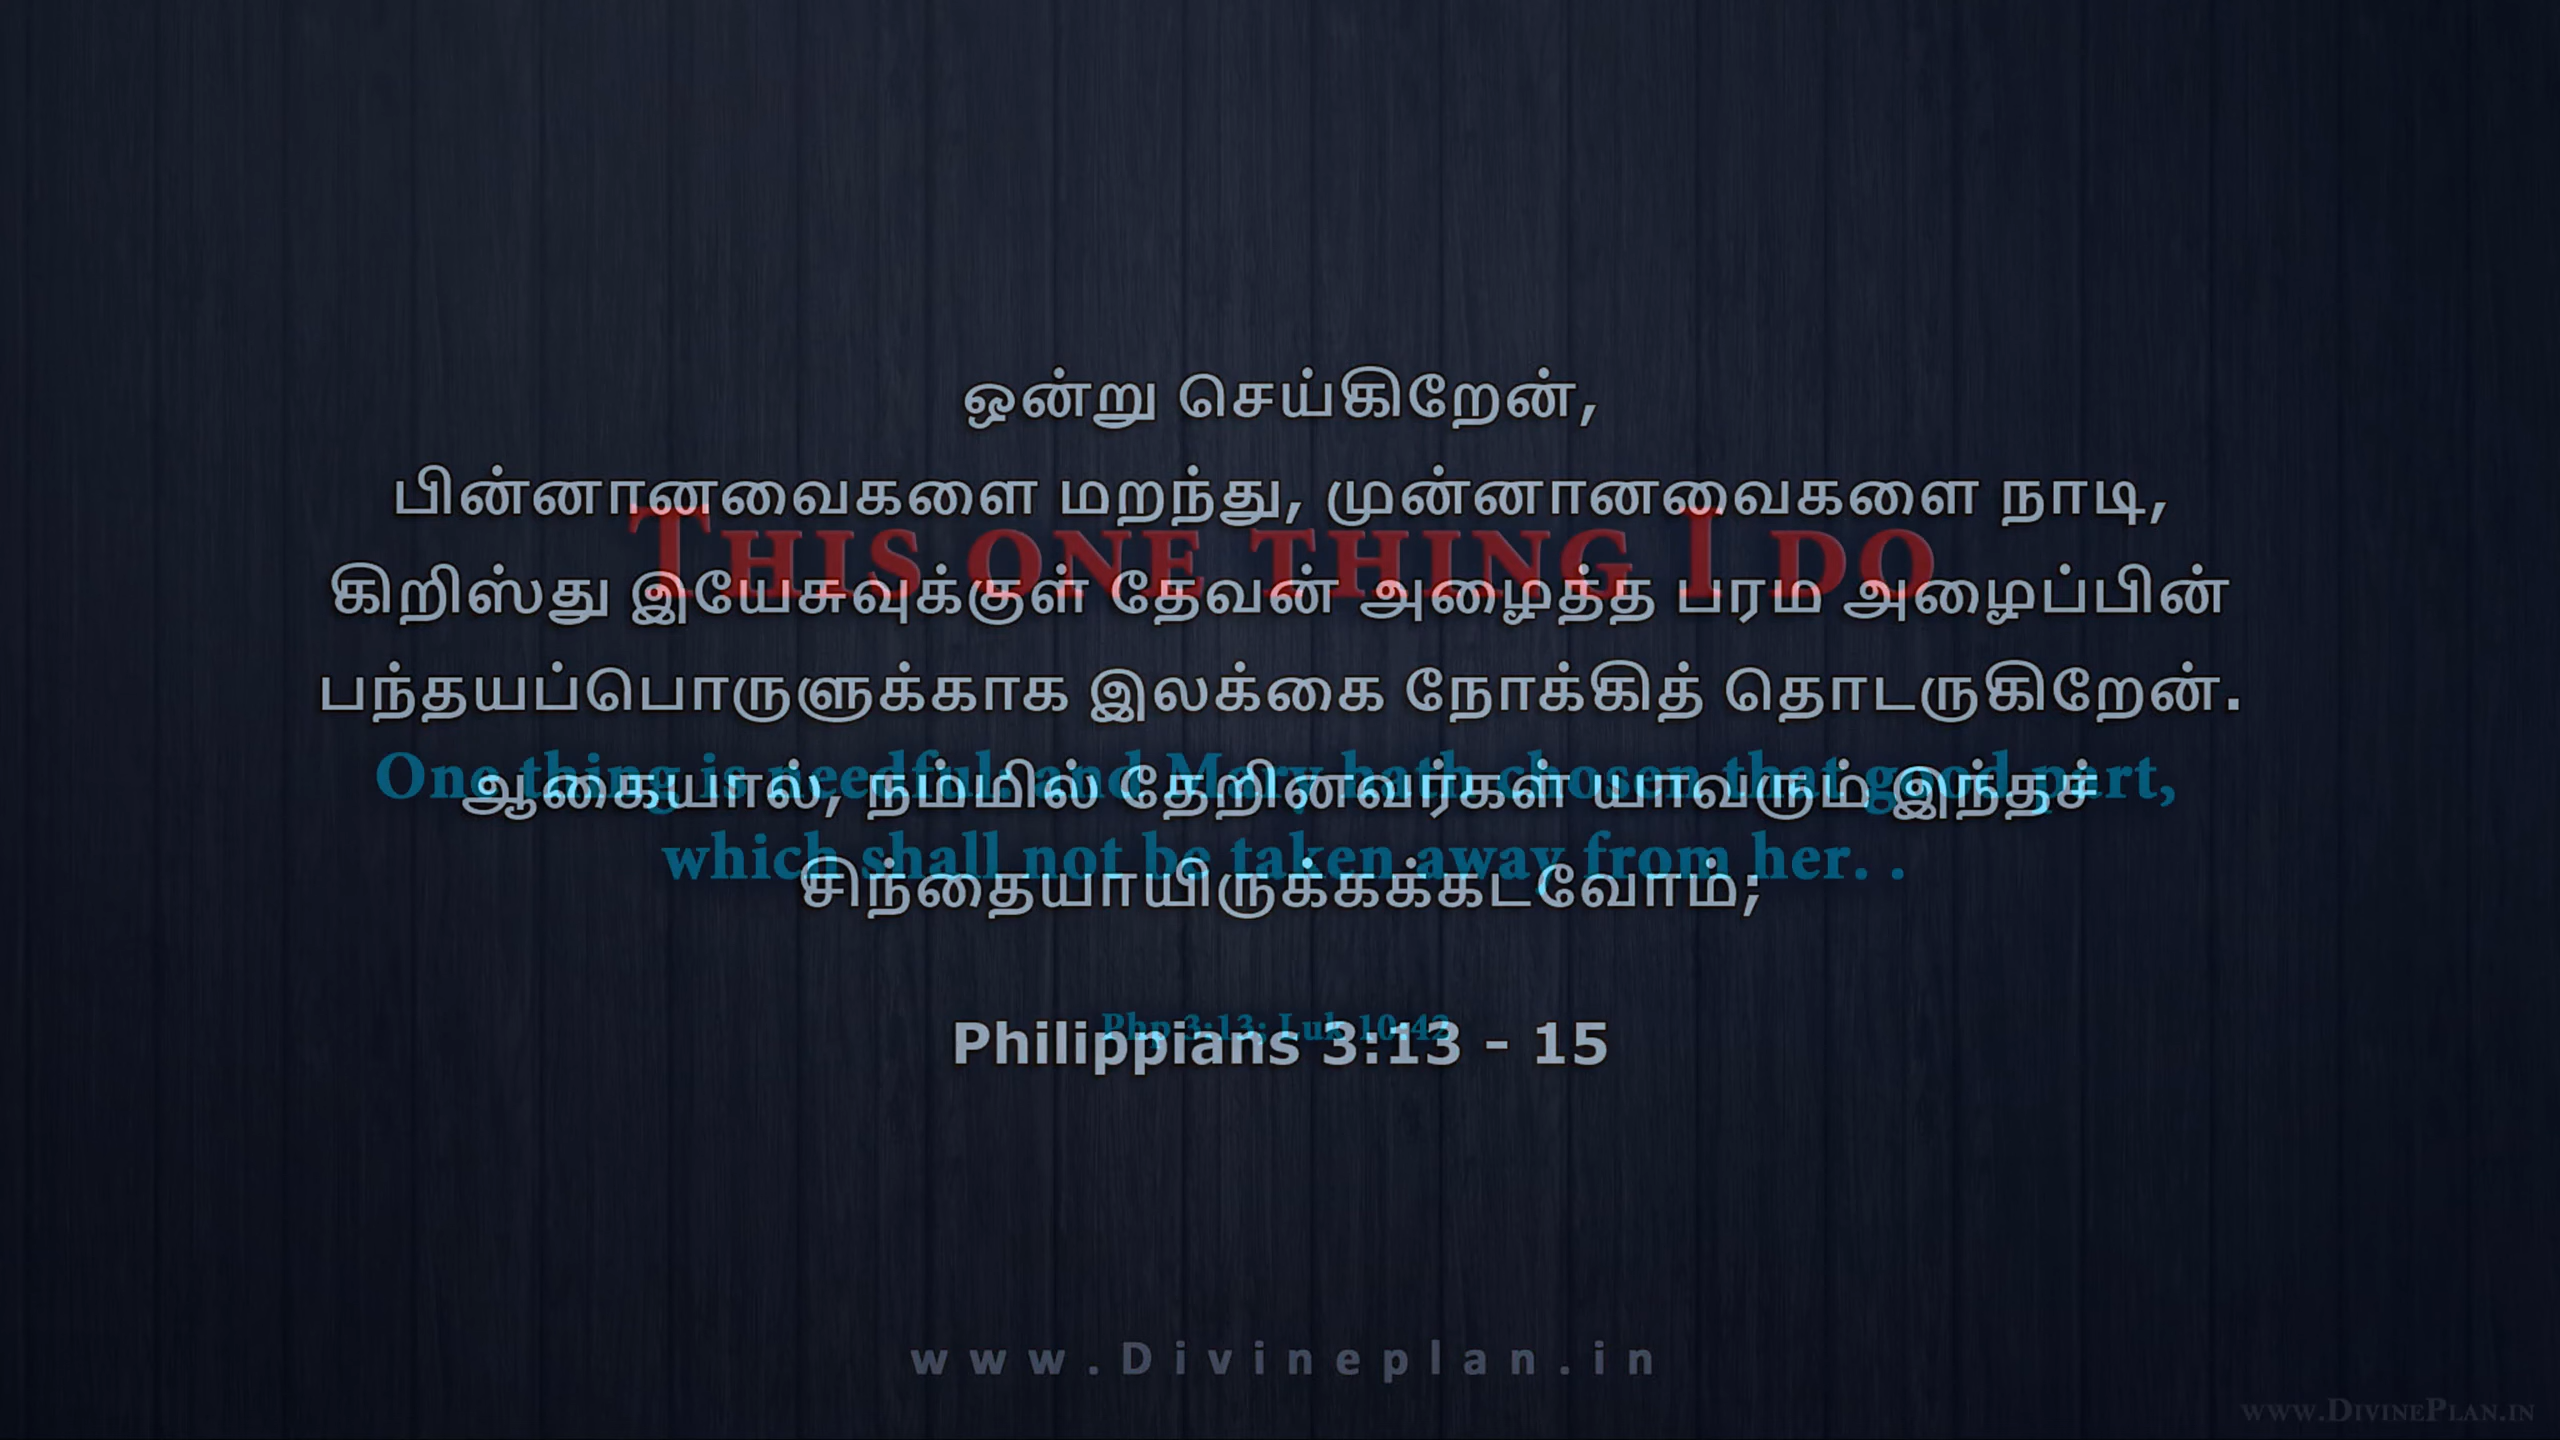 ஒன்று செய்கிறேன்,
பின்னானவைகளை மறந்து, முன்னானவைகளை நாடி,
This one thing I do
கிறிஸ்து இயேசுவுக்குள் தேவன் அழைத்த பரம அழைப்பின்
பந்தயப்பொருளுக்காக இலக்கை நோக்கித் தொடருகிறேன்.
One thing is needful: and Mary hath chosen that good part,
ஆகையால், நம்மில் தேறினவர்கள் யாவரும் இந்தச்
which shall not be taken away from her. .
சிந்தையாயிருக்கக்கடவோம்;
Php 3:13; Luk 10:42
Philippians 3:13 - 15
www.Divineplan.in
www.DivinePlan.in